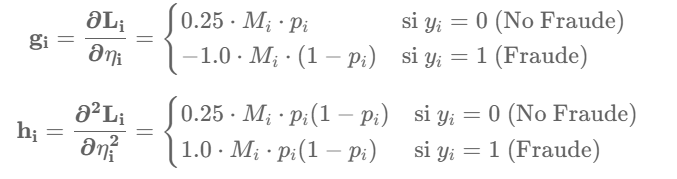 g_i = ∂L_i/∂η_i = { 0.25 · M_i · p_i si y_i = 0 (No Fraude)
−1.0 · M_i · (1 − p_i) si y_i = 1 (Fraude)
h_i = ∂²L_i/∂η_i² = { 0.25 · M_i · p_i(1 − p_i) si y_i = 0 (No Fraude)
1.0 · M_i · p_i(1 − p_i) si y_i = 1 (Fraude)